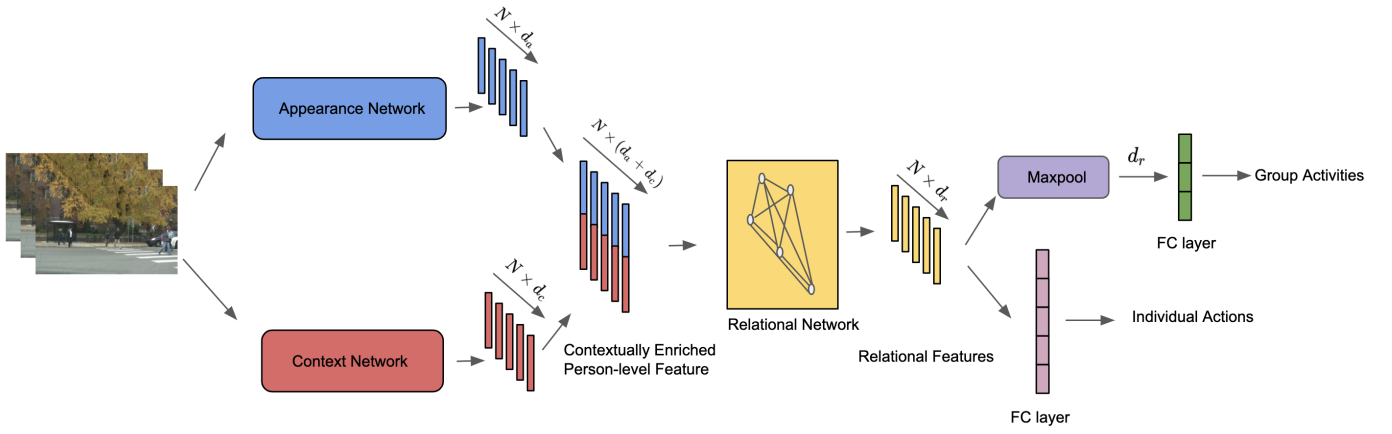 N × d_a
Appearance Network
N × (d_a + d_c)
N × d_r
Maxpool
d_r
Group Activities
FC layer
N × d_c
Context Network
Contextually Enriched
Person-level Feature
Relational Network
Relational Features
Individual Actions
FC layer